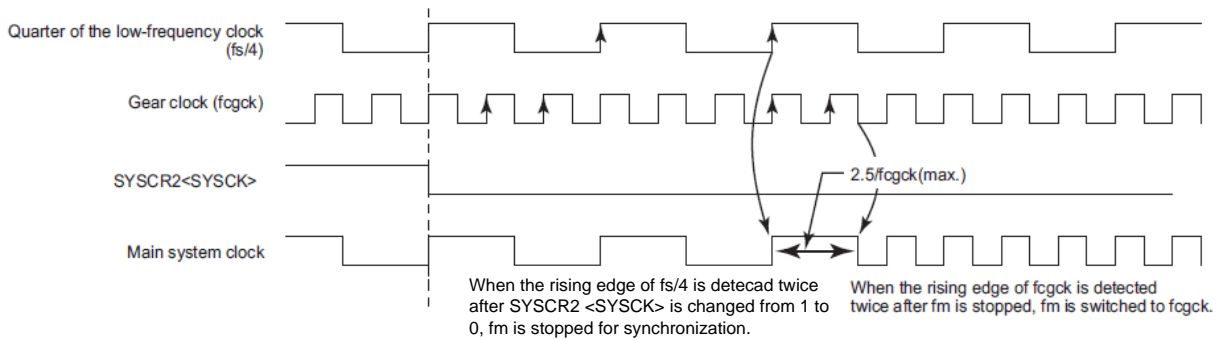 Quarter of the low-frequency clock
(fs/4)
Gear clock (fcgck)
SYSCR2<SYSCK>
2.5/fcgck(max.)
Main system clock
When the rising edge of fs/4 is detecad twice
after SYSCR2 <SYSCK> is changed from 1 to
0, fm is stopped for synchronization.
When the rising edge of fcgck is detected
twice after fm is stopped, fm is switched to fcgck.